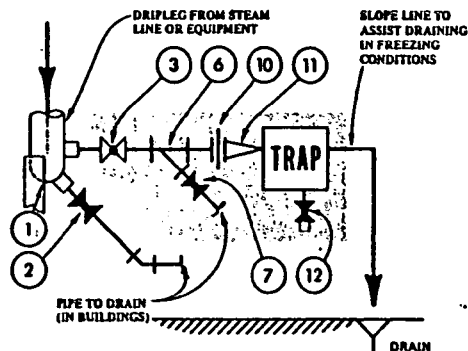 DRIPLEG FROM STEAM
LINE OR EQUIPMENT
SLOPE LINE TO
ASSIST DRAINING
IN FREEZING
CONDITIONS
3
6
10
11
TRAP
1
2
7
12
PIPE TO DRAIN
(IN BUILDINGS)
DRAIN